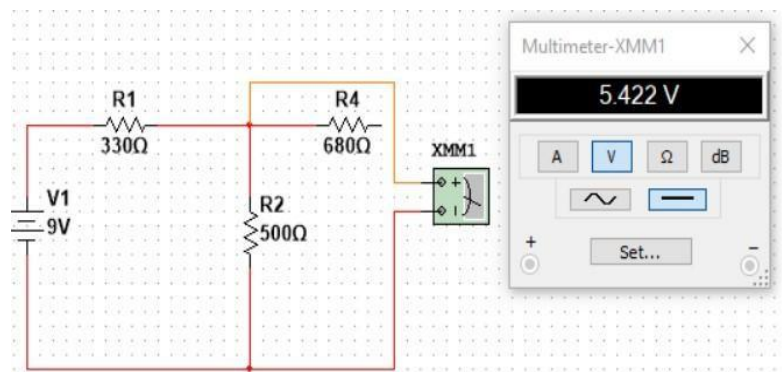 Multimeter-XMM1
5.422 V
A V Ω dB
Set...
+ −
R1
330Ω
R4
680Ω
XMM1
+
V1
9V
R2
500Ω